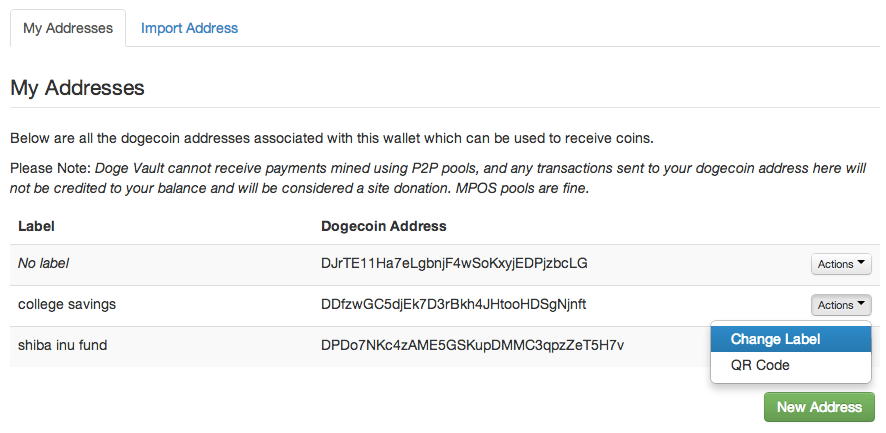 My Addresses Import Address
My Addresses
Below are all the dogecoin addresses associated with this wallet which can be used to receive coins.
Please Note: Doge Vault cannot receive payments mined using P2P pools, and any transactions sent to your dogecoin address here will
not be credited to your balance and will be considered a site donation. MPOS pools are fine.
Label Dogecoin Address
No label DJrTE11Ha7eLgbnjF4wSoKxyjEDPjzbcLG Actions
college savings DDfzwGC5djEk7D3rBkh4JHtooHDSgNjnft Actions
shiba inu fund DPDo7NKc4zAME5GSKupDMMC3qpzZeT5H7v
Change Label
QR Code
New Address